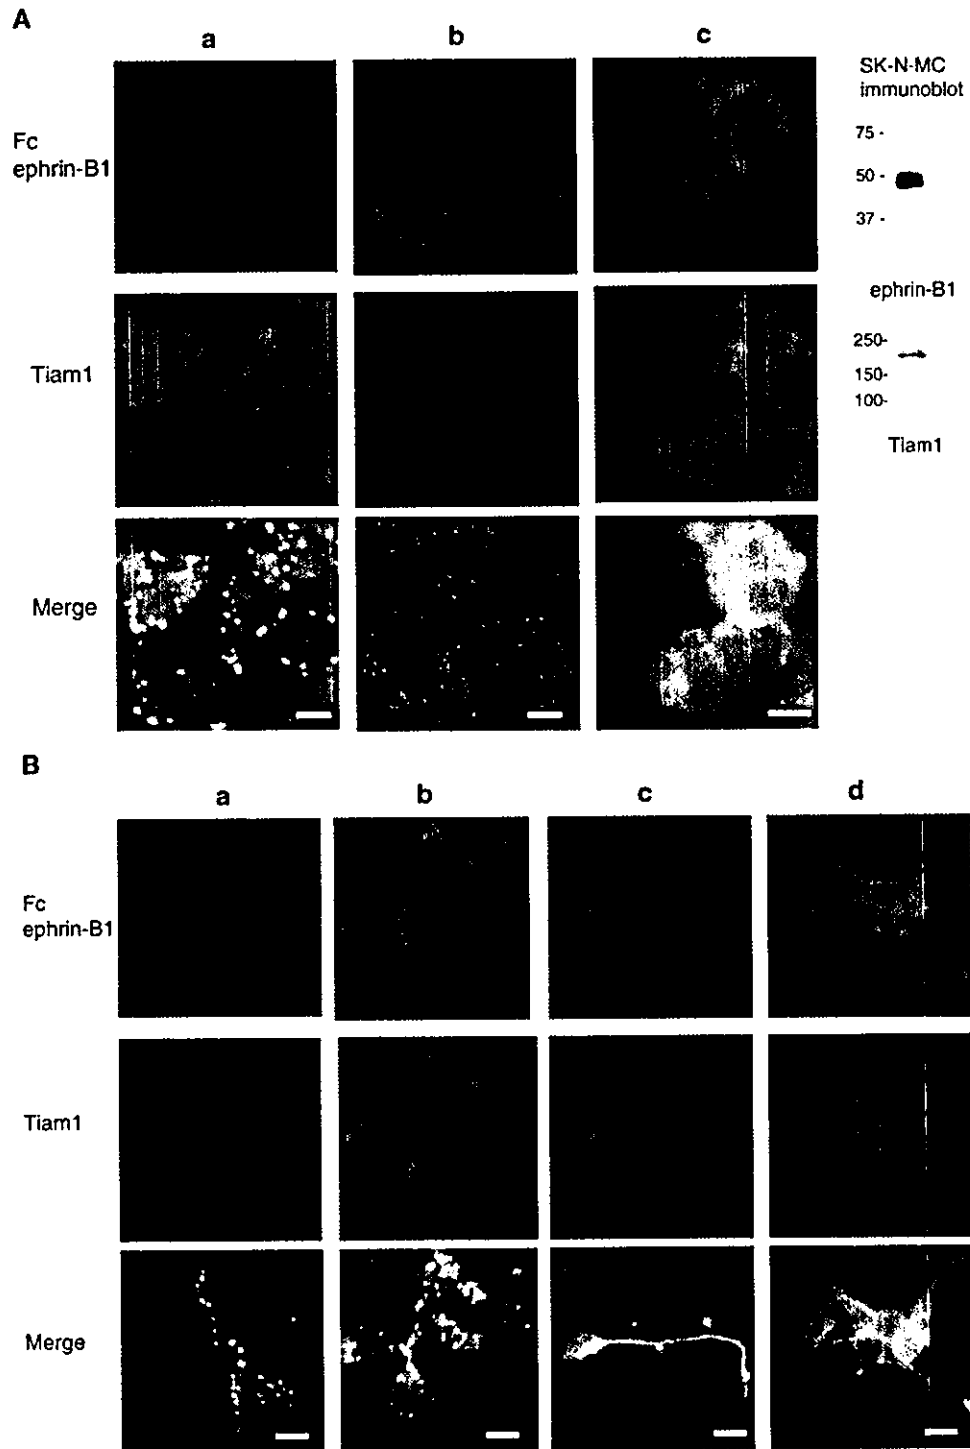 A
a b c
SK-N-MC
immunoblot
Fc
ephrin-B1
75 -
50 -
37 -
ephrin-B1
Tiam1
250-
150-
100-
Tiam1
Merge
B
a b c d
Fc
ephrin-B1
Tiam1
Merge